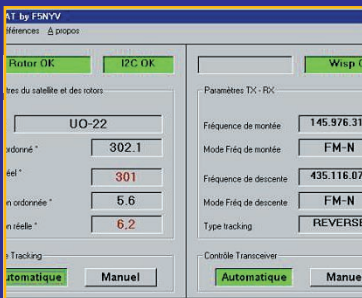 AT by F5NYV
éférences A propos
Rotor OK I2C OK Wisp
tres du satellite et des rotors Paramètres TX - RX
UO-22 Fréquence de montée 145.976.31
ordonné ° 302.1 Mode Fréq de montée FM-N
éel ° 301 Fréquence de descente 435.116.07
n ordonnée ° 5.6 Mode Fréq de descente FM-N
n réelle ° 6,2 Type tracking REVERSE
e Tracking Contrôle Transceiver
utomatique Manuel Automatique Manue